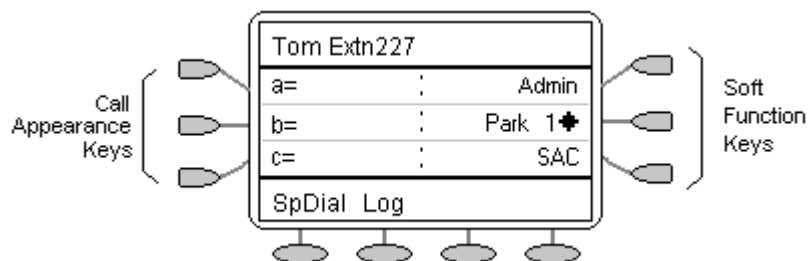 Tom Extn227
Call
Appearance
Keys
a= : Admin
b= : Park 1
c= : SAC
Soft
Function
Keys
SpDial Log